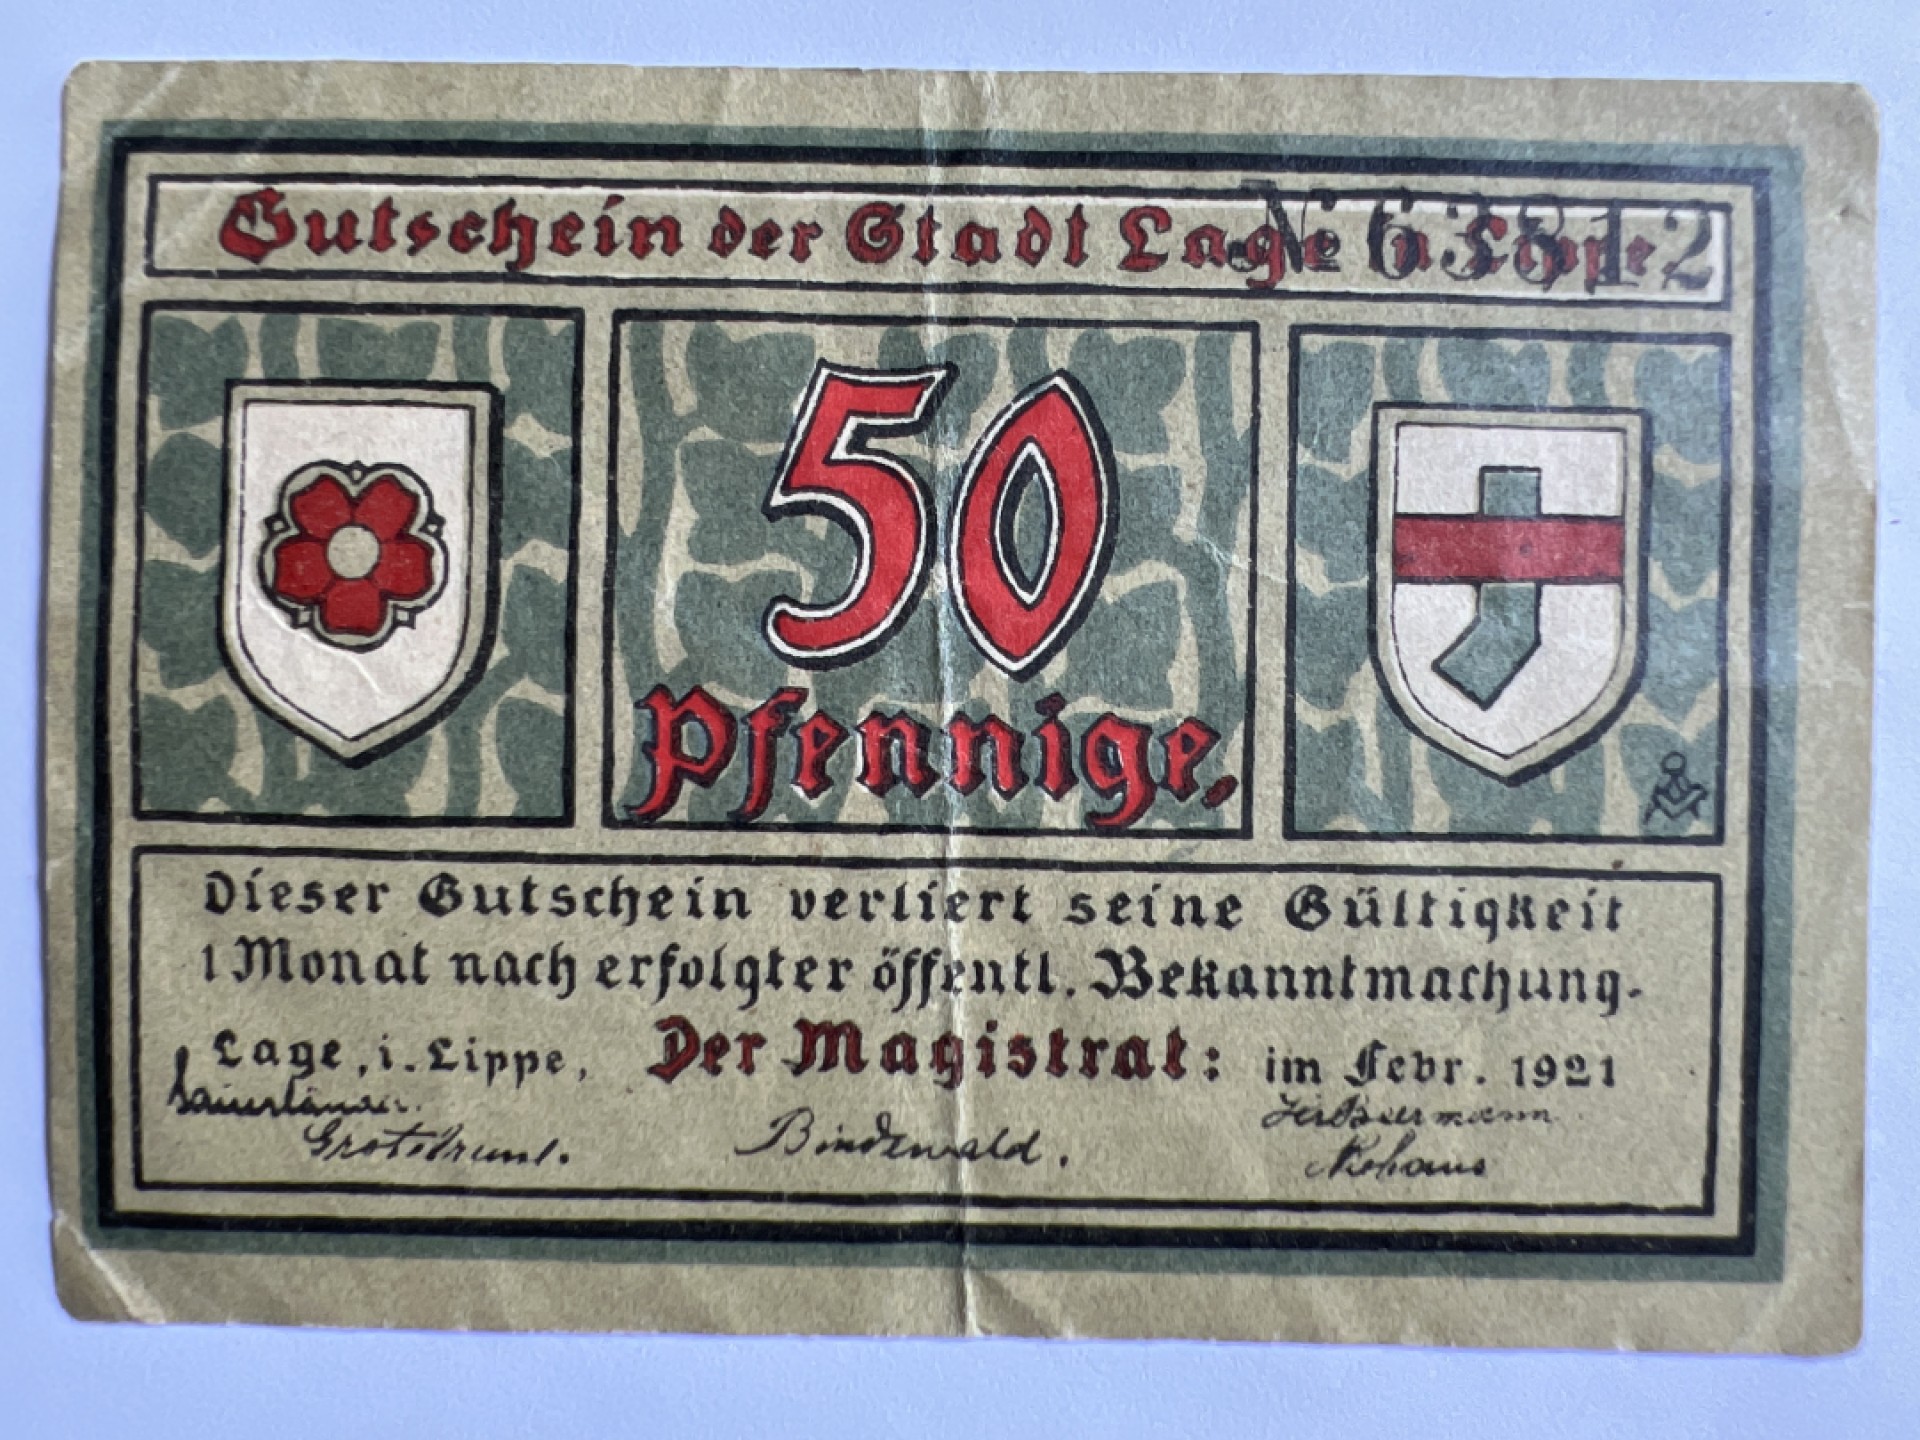 Gutschein der Stadt Lage in Lippe.
№ 63812
50
Pfennige.
Dieser Gutschein verliert seine Gültigkeit
1 Monat nach erfolgter öffentl. Bekanntmachung.
Lage, i. Lippe, Der Magistrat: im Febr. 1921
Bindewald.